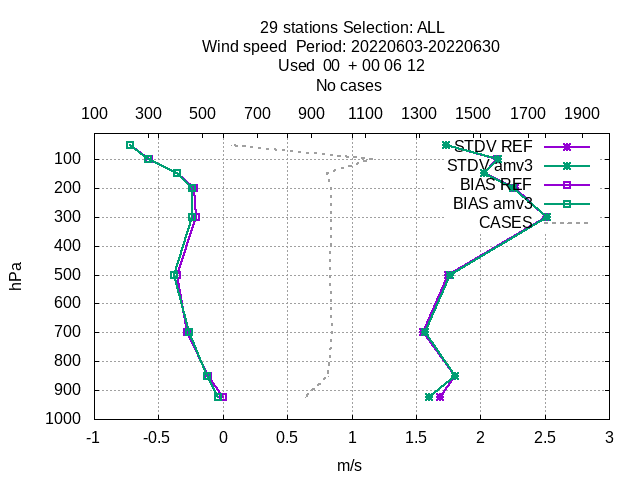 29 stations Selection: ALL
Wind speed  Period: 20220603-20220630
Used  00  + 00 06 12
No cases
100 300 500 700 900 1100 1300 1500 1700 1900
STDV REF
STDV amv3
BIAS REF
BIAS amv3
CASES
100
200
300
400
500
600
700
800
900
1000
hPa
-1 -0.5 0 0.5 1 1.5 2 2.5 3
m/s